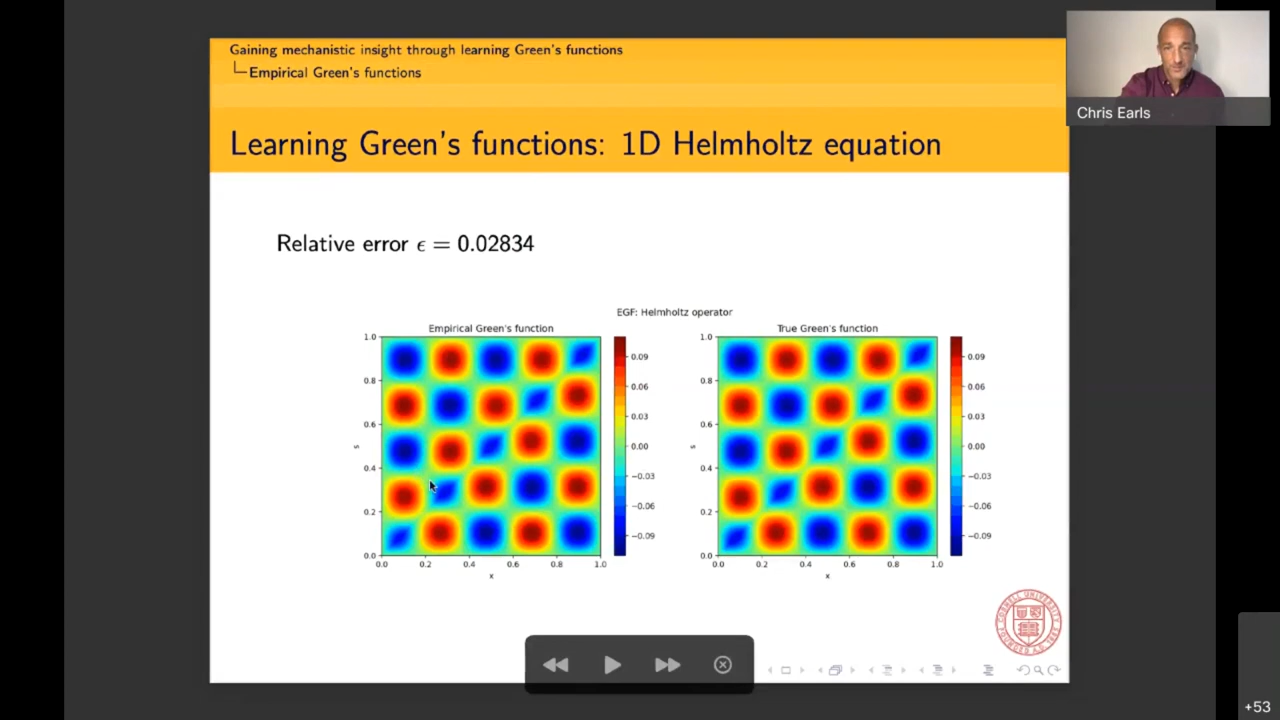 Gaining mechanistic insight through learning Green's functions
Empirical Green's functions
Chris Earls
Learning Green's functions: 1D Helmholtz equation
Relative error ϵ = 0.02834
EGF: Helmholtz operator
Empirical Green's function
True Green's function
1.0
0.8
0.6
0.4
0.2
0.0
s
0.0 0.2 0.4 0.6 0.8 1.0
x
0.09
0.06
0.03
0.00
−0.03
−0.06
−0.09
1.0
0.8
0.6
0.4
0.2
0.0
s
0.0 0.2 0.4 0.6 0.8 1.0
x
0.09
0.06
0.03
0.00
−0.03
−0.06
−0.09
CORNELL UNIVERSITY
FOUNDED A.D. 1865
+53